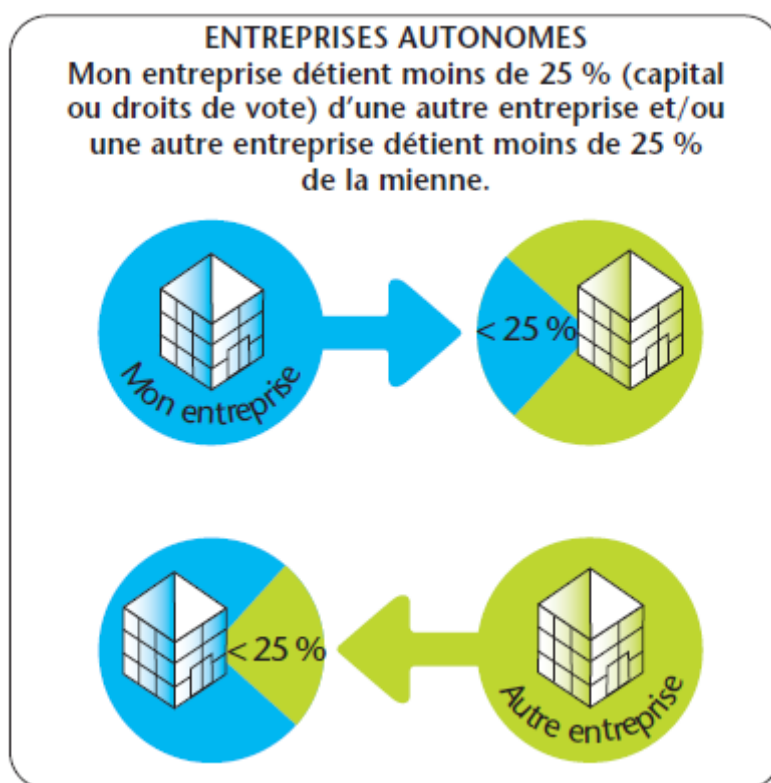 ENTREPRISES AUTONOMES
Mon entreprise détient moins de 25 % (capital
ou droits de vote) d’une autre entreprise et/ou
une autre entreprise détient moins de 25 %
de la mienne.
Mon entreprise
< 25 %
< 25 %
Autre entreprise